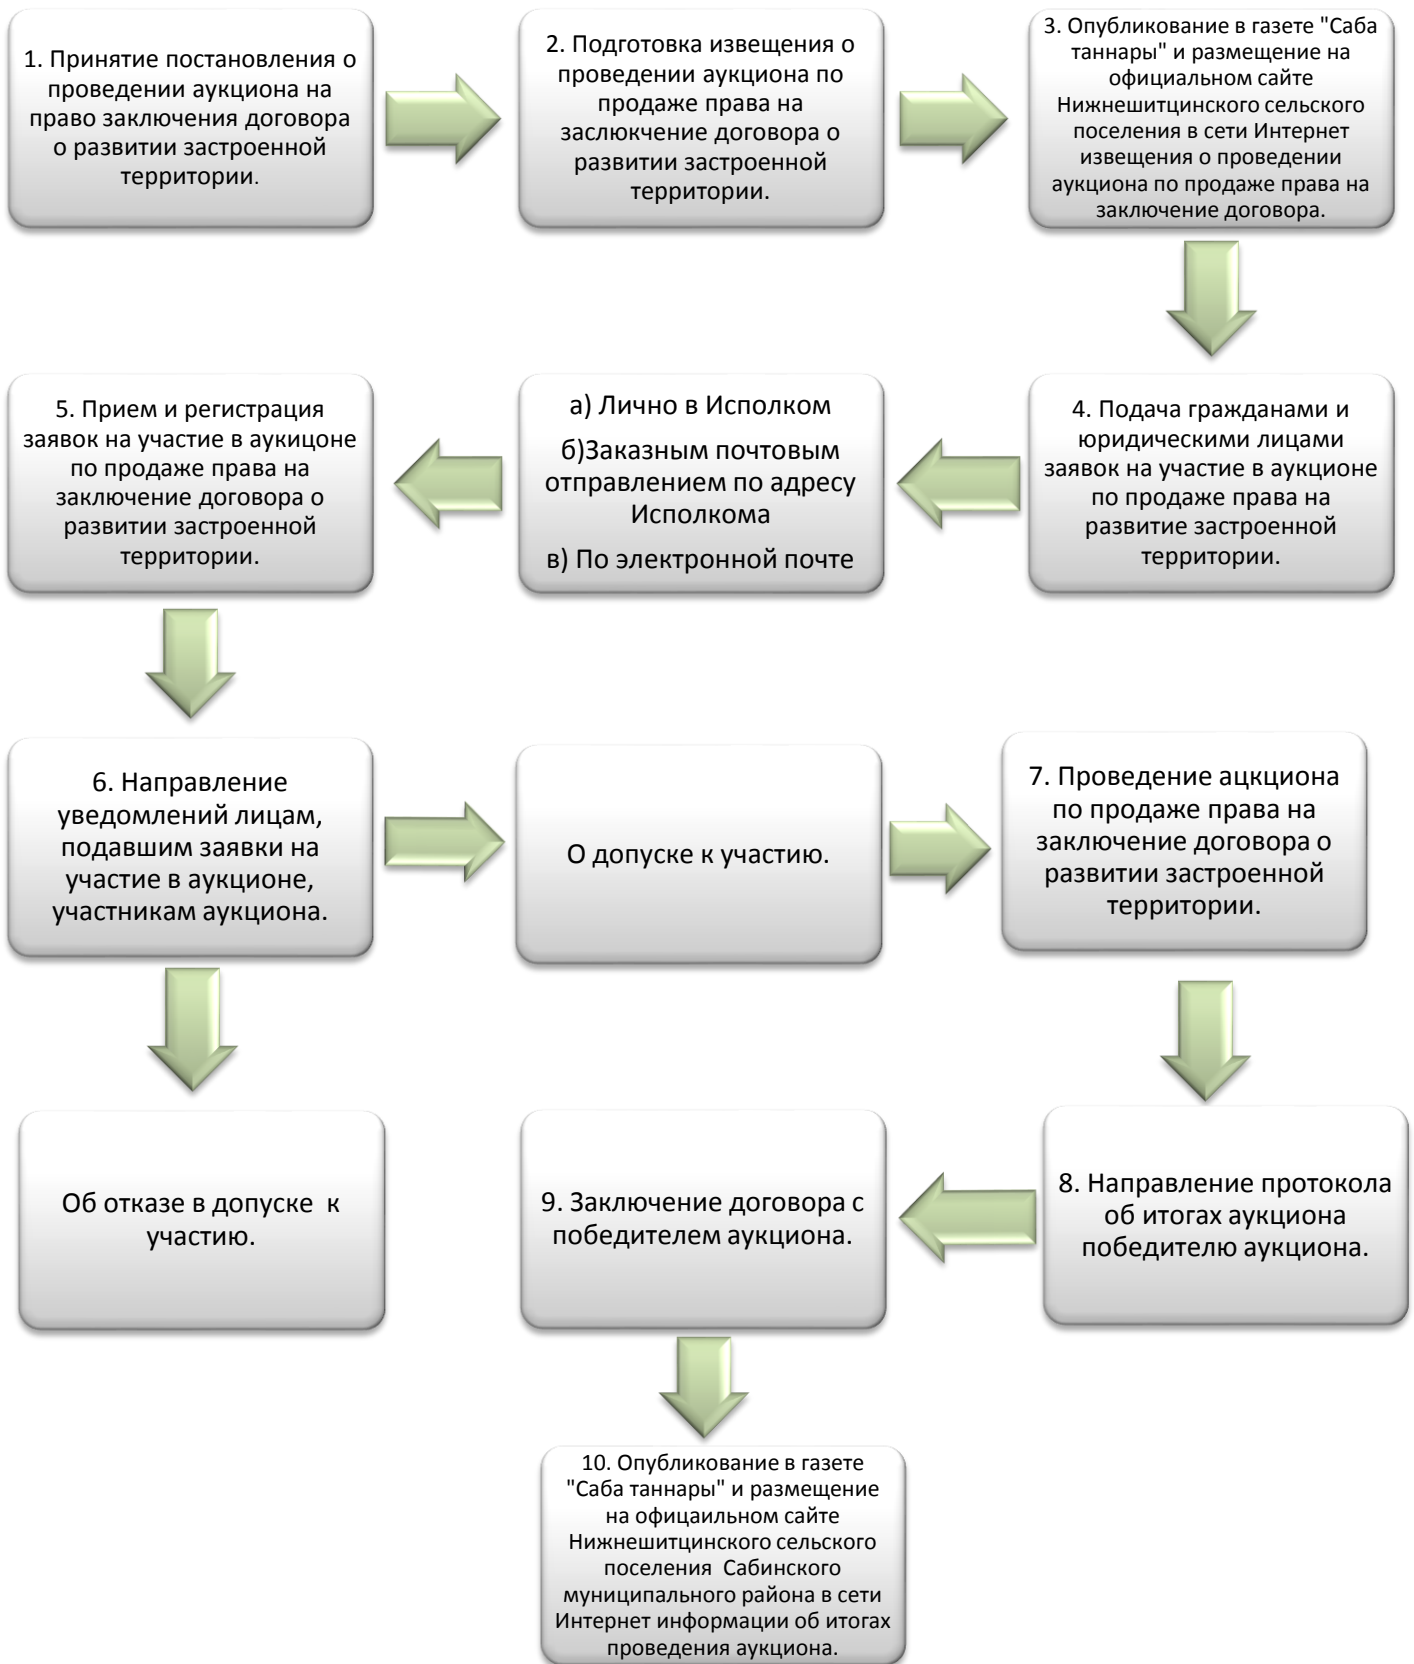 1. Принятие постановления о
проведении аукциона на
право заключения договора
о развитии застроенной
территории.
2. Подготовка извещения о
проведении аукциона по
продаже права на
заслюкчение договора о
развитии застроенной
территории.
3. Опубликование в газете "Саба
таннары" и размещение на
официальном сайте
Нижнешитцинского сельского
поселения в сети Интернет
извещения о проведении
аукциона по продаже права на
заключение договора.
4. Подача гражданами и
юридическими лицами
заявок на участие в аукционе
по продаже права на
развитие застроенной
территории.
а) Лично в Исполком
б)Заказным почтовым
отправлением по адресу
Исполкома
в) По электронной почте
5. Прием и регистрация
заявок на участие в аукицоне
по продаже права на
заключение договора о
развитии застроенной
территории.
6. Направление
уведомлений лицам,
подавшим заявки на
участие в аукционе,
участникам аукциона.
О допуске к участию.
7. Проведение ацкциона
по продаже права на
заключение договора о
развитии застроенной
территории.
Об отказе в допуске к
участию.
8. Направление протокола
об итогах аукциона
победителю аукциона.
9. Заключение договора с
победителем аукциона.
10. Опубликование в газете
"Саба таннары" и размещение
на офицаильном сайте
Нижнешитцинского сельского
поселения Сабинского
муниципального района в сети
Интернет информации об итогах
проведения аукциона.